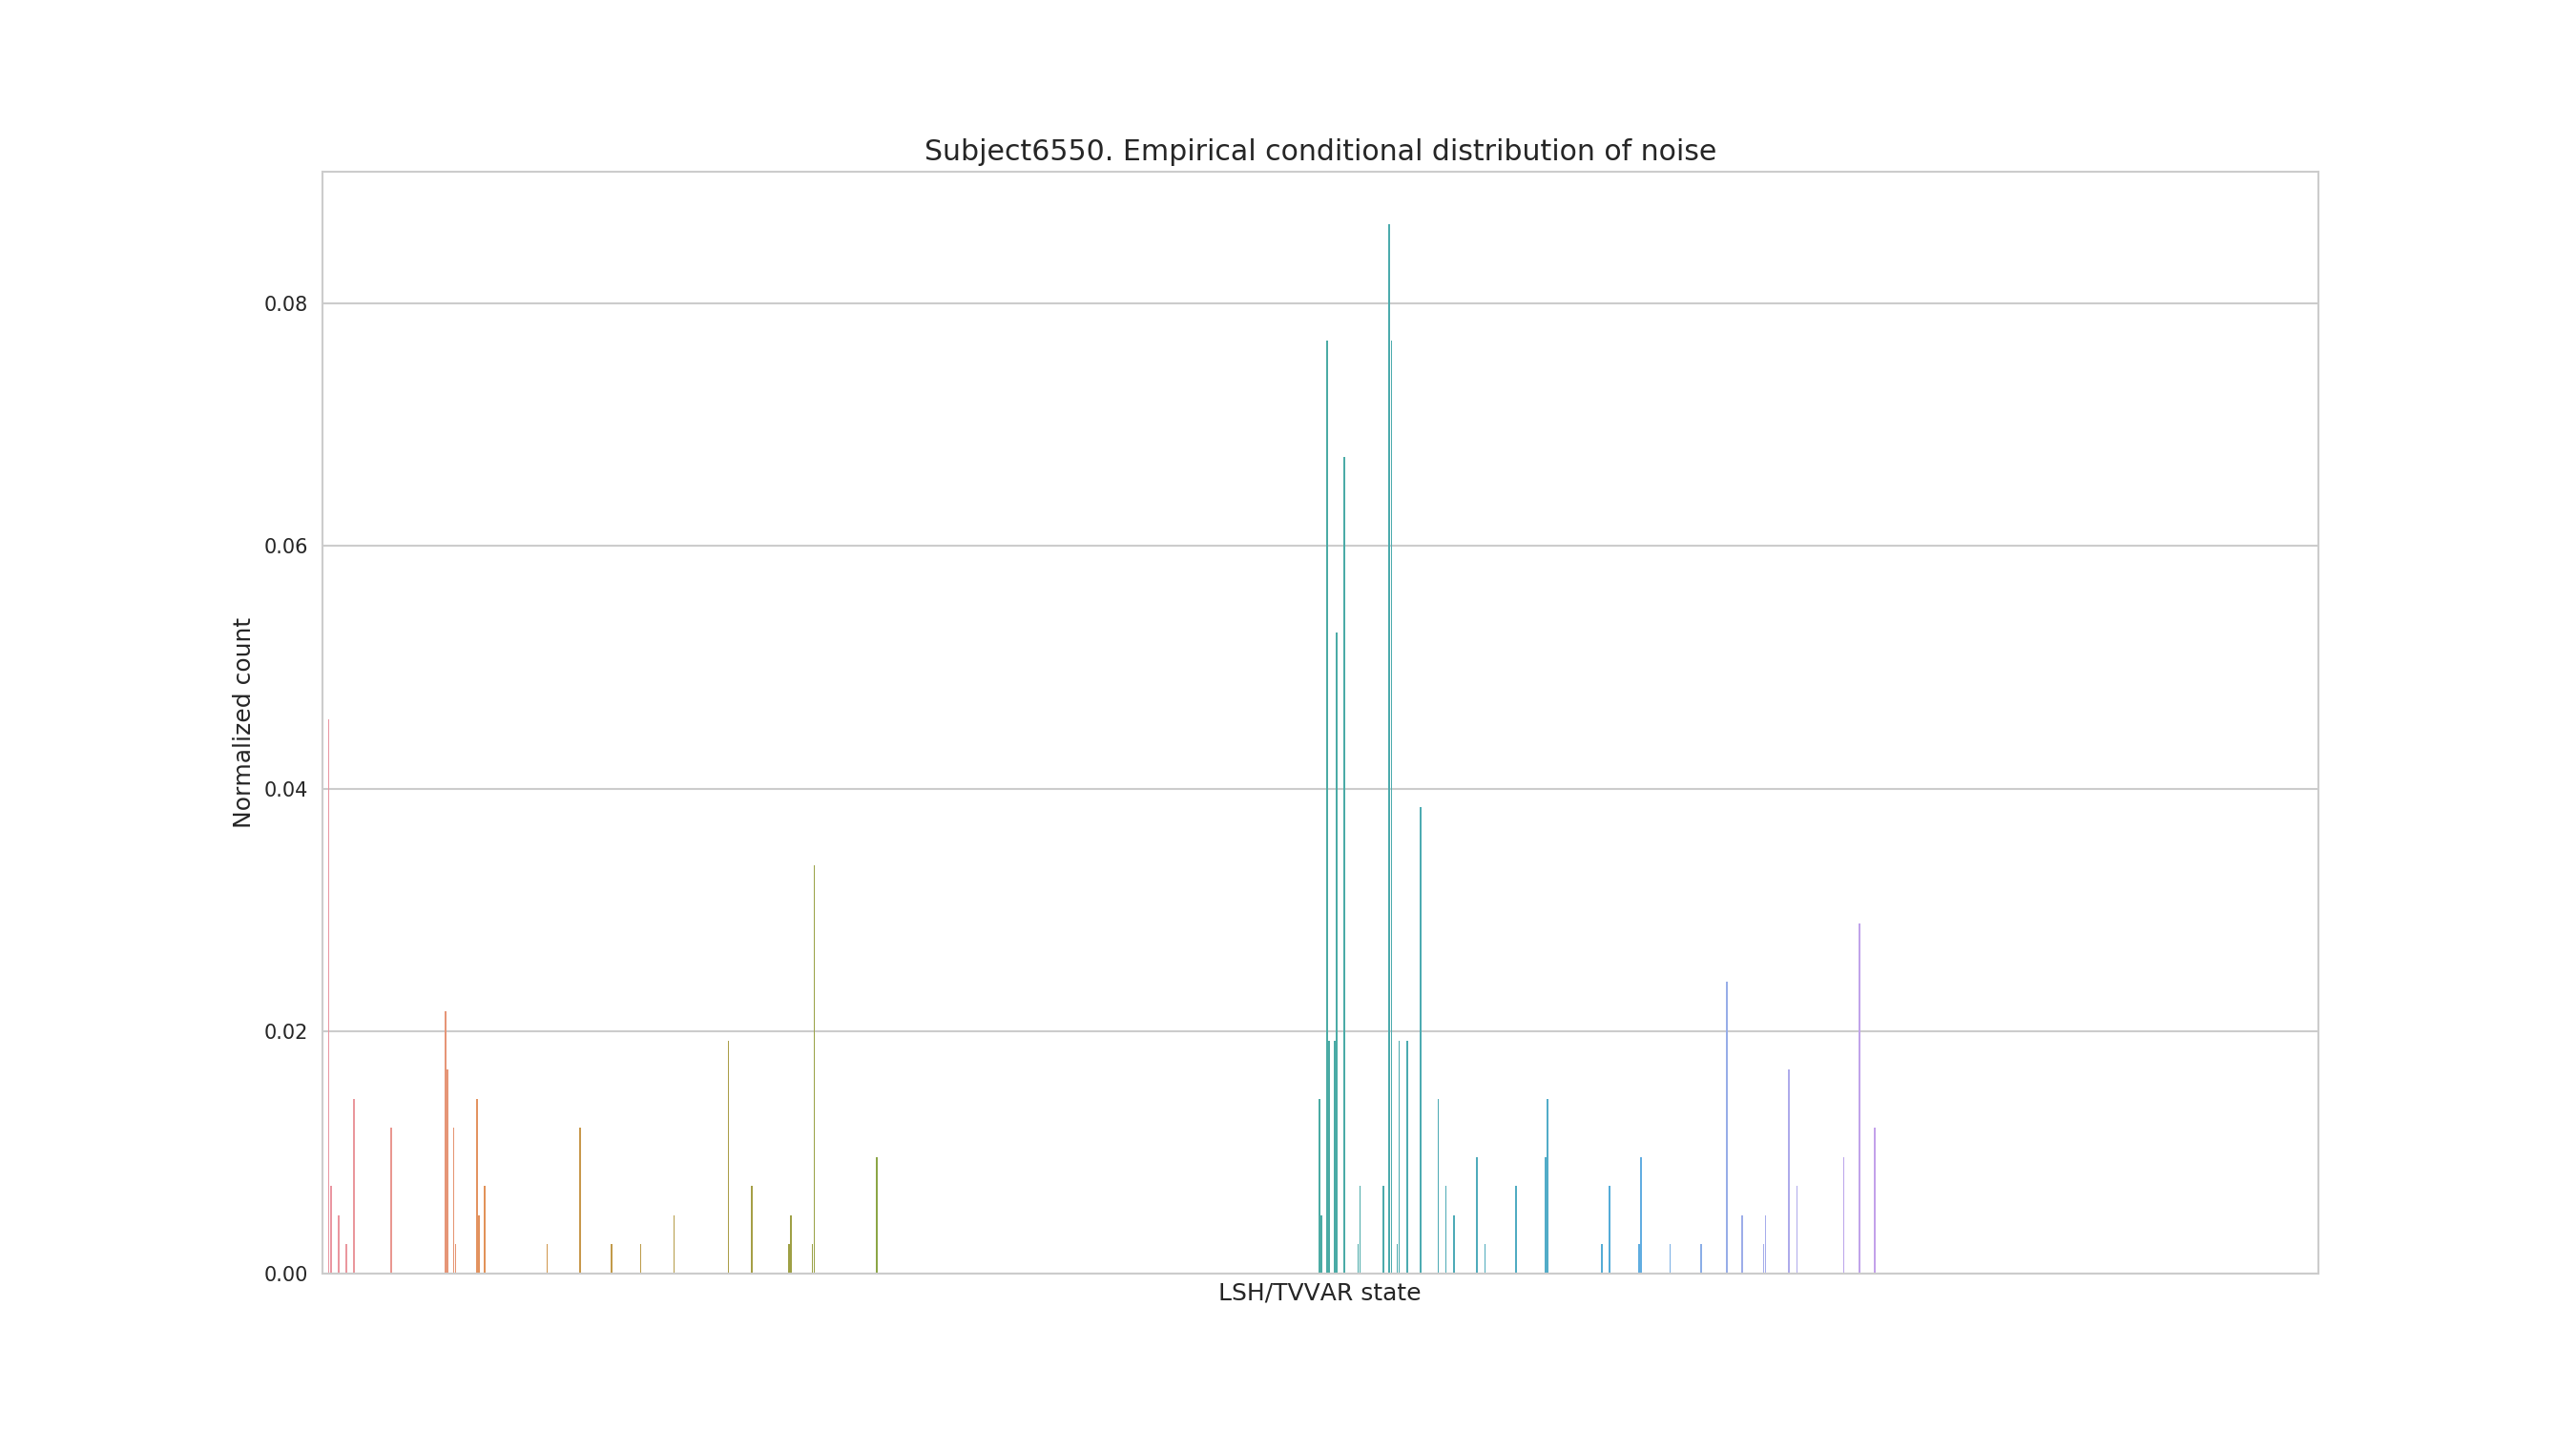 Subject6550. Empirical conditional distribution of noise
0.08
0.06
0.04
0.02
0.00
Normalized count
LSH/TVVAR state